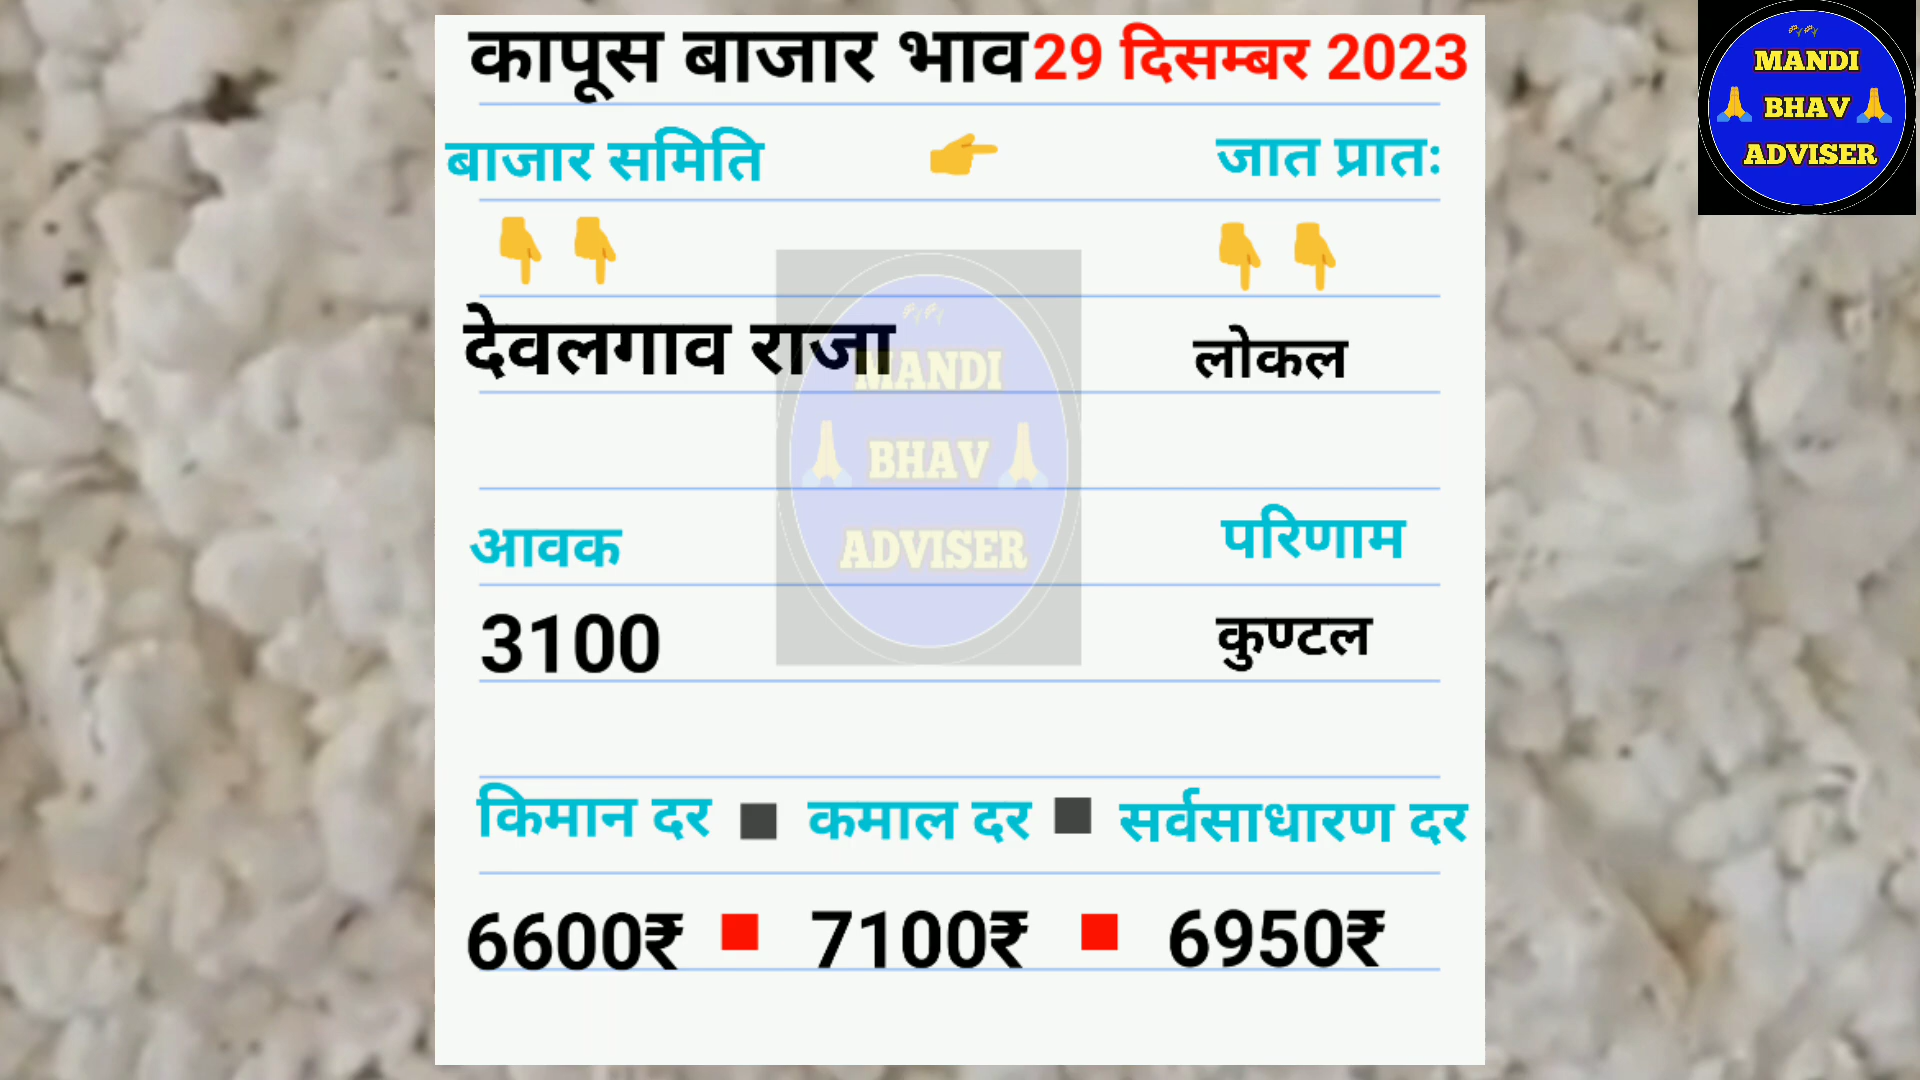 कापूस बाजार भाव 29 दिसम्बर 2023
बाजार समिति 👉 जात प्रातः
👇 👇 👇 👇
देवलगाव राजा लोकल
आवक परिणाम
3100 कुण्टल
किमान दर ◼ कमाल दर ◼ सर्वसाधारण दर
6600₹ 🟥 7100₹ 🟥 6950₹
MANDI
🙏 BHAV 🙏
ADVISER
MANDI
🙏 BHAV 🙏
ADVISER